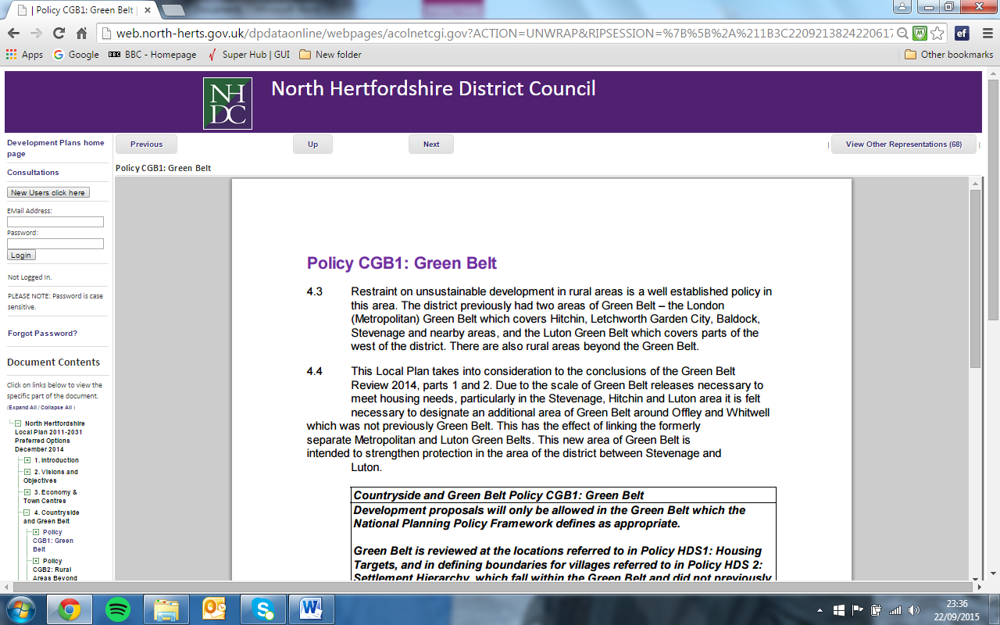 | Policy CGB1: Green Belt |
web.north-herts.gov.uk/dpdataonline/webpages/acolnetcgi.gov?ACTION=UNWRAP&RIPSESSION=%7B%5B%2A%211B3C2209213824220617
ef
Apps
Google
BBC - Homepage
Super Hub | GUI
New folder
Other bookmarks
NH
DC
North Hertfordshire District Council
Development Plans home
page
Consultations
New Users click here
EMail Address:
Password:
Login
Not Logged In.
PLEASE NOTE: Password is case
sensitive.
Forgot Password?
Document Contents
Click on links below to view the
specific part of the document.
(Expand All / Collapse All )
North Hertfordshire
Local Plan 2011-2031
Preferred Options
December 2014
1. Introduction
2. Visions and
Objectives
3. Economy &
Town Centres
4. Countryside
and Green Belt
Policy
CGB1: Green
Belt
Policy
CGB2: Rural
Areas Beyond
Previous
Up
Next
| View Other Representations (68) |
Policy CGB1: Green Belt
Policy CGB1: Green Belt
4.3 Restraint on unsustainable development in rural areas is a well established policy in
this area. The district previously had two areas of Green Belt – the London
(Metropolitan) Green Belt which covers Hitchin, Letchworth Garden City, Baldock,
Stevenage and nearby areas, and the Luton Green Belt which covers parts of the
west of the district. There are also rural areas beyond the Green Belt.
4.4 This Local Plan takes into consideration to the conclusions of the Green Belt
Review 2014, parts 1 and 2. Due to the scale of Green Belt releases necessary to
meet housing needs, particularly in the Stevenage, Hitchin and Luton area it is felt
necessary to designate an additional area of Green Belt around Offley and Whitwell
which was not previously Green Belt. This has the effect of linking the formerly
separate Metropolitan and Luton Green Belts. This new area of Green Belt is
intended to strengthen protection in the area of the district between Stevenage and
Luton.
Countryside and Green Belt Policy CGB1: Green Belt
Development proposals will only be allowed in the Green Belt which the
National Planning Policy Framework defines as appropriate.
Green Belt is reviewed at the locations referred to in Policy HDS1: Housing
Targets, and in defining boundaries for villages referred to in Policy HDS 2:
Settlement Hierarchy, which fall within the Green Belt and did not previously
23:36
22/09/2015